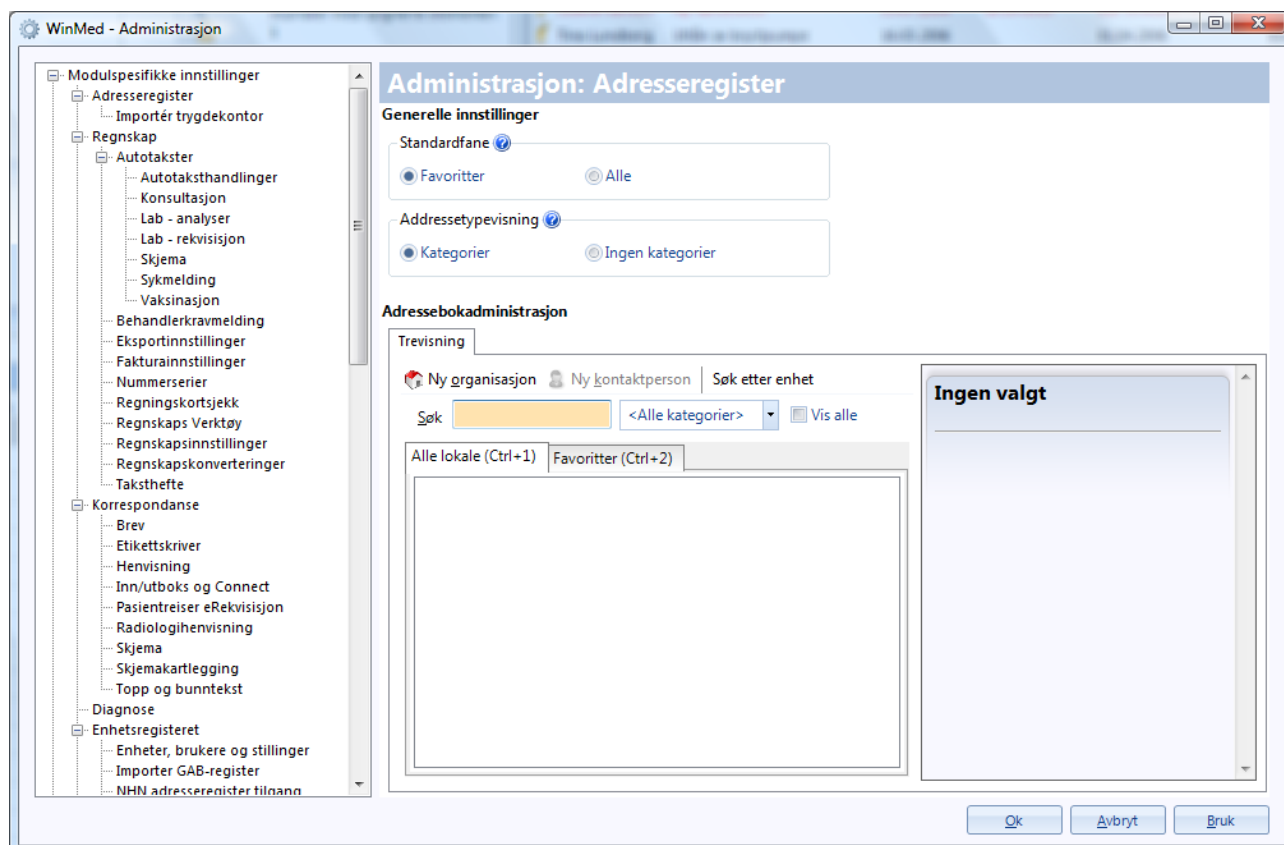 WinMed - Administrasjon
Modulspesifikke innstillinger
Adresseregister
Importér trygdekontor
Regnskap
Autotakster
Autotaksthandlinger
Konsultasjon
Lab - analyser
Lab - rekvisisjon
Skjema
Sykmelding
Vaksinasjon
Behandlerkravmelding
Eksportinnstillinger
Fakturainnstillinger
Nummerserier
Regningskortsjekk
Regnskaps Verktøy
Regnskapsinnstillinger
Regnskapskonverteringer
Taksthefte
Korrespondanse
Brev
Etikettskriver
Henvisning
Inn/utboks og Connect
Pasientreiser eRekvisisjon
Radiologihenvisning
Skjema
Skjemakartlegging
Topp og bunntekst
Diagnose
Enhetsregisteret
Enheter, brukere og stillinger
Importer GAB-register
NHN adresseregister tilgang
Administrasjon: Adresseregister
Generelle innstillinger
Standardfane
Favoritter Alle
Addressetypevisning
Kategorier Ingen kategorier
Adressebokadministrasjon
Trevisning
Ny organisasjon Ny kontaktperson Søk etter enhet
Søk <Alle kategorier> Vis alle
Alle lokale (Ctrl+1) Favoritter (Ctrl+2)
Ingen valgt
Ok Avbryt Bruk